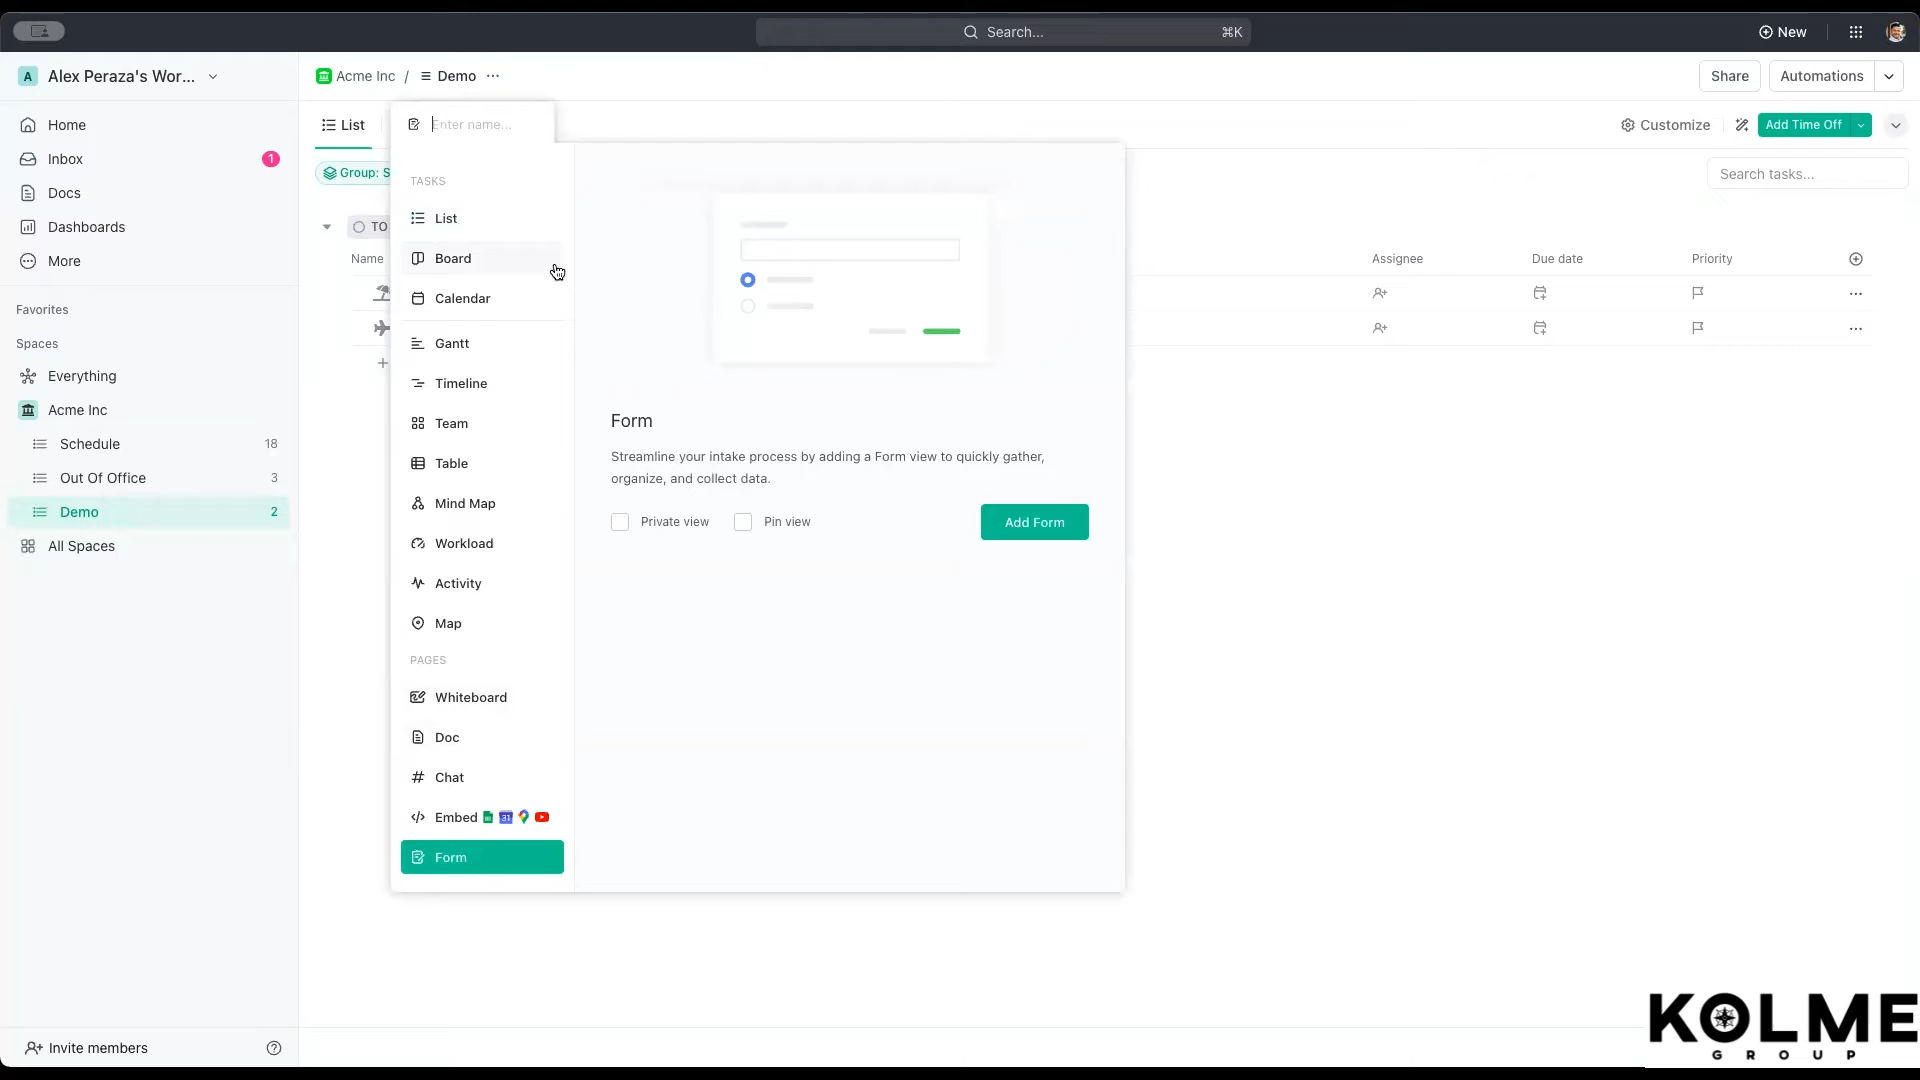 Search...
⌘K
New
A Alex Peraza's Wor...
Acme Inc / Demo ...
Share
Automations
Home
Inbox 1
Docs
Dashboards
More
Favorites
Spaces
Everything
Acme Inc
Schedule 18
Out Of Office 3
Demo 2
All Spaces
Invite members
List
Enter name...
Customize
Add Time Off
Group: S
Search tasks...
TO
Name
Assignee
Due date
Priority
TASKS
List
Board
Calendar
Gantt
Timeline
Team
Table
Mind Map
Workload
Activity
Map
PAGES
Whiteboard
Doc
Chat
Embed 31
Form
Form
Streamline your intake process by adding a Form view to quickly gather,
organize, and collect data.
Private view
Pin view
Add Form
KOLME
GROUP